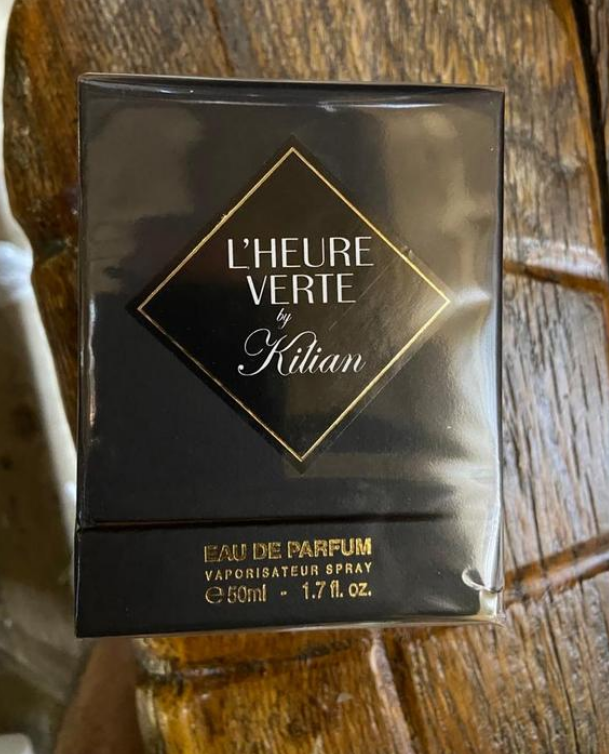 L'HEURE
VERTE
by
Kilian
EAU DE PARFUM
VAPORISATEUR SPRAY
℮50ml - 1.7 fl. oz.